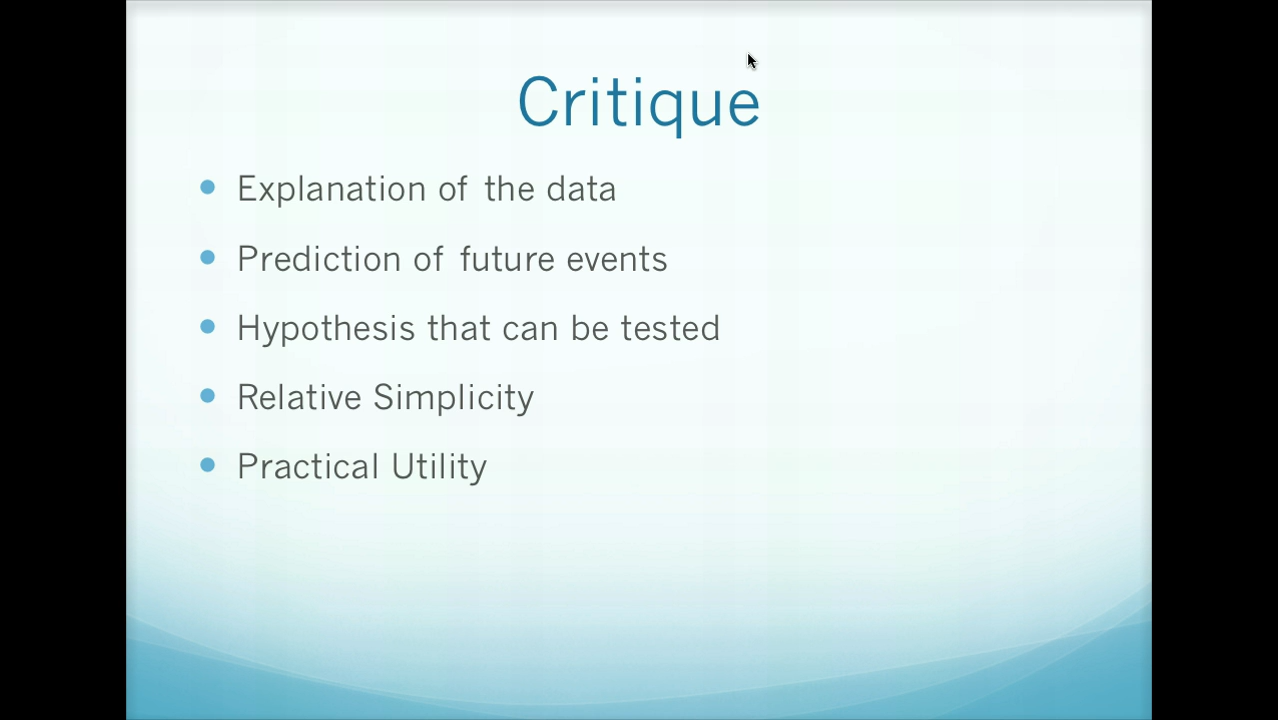 Critique
Explanation of the data
Prediction of future events
Hypothesis that can be tested
Relative Simplicity
Practical Utility